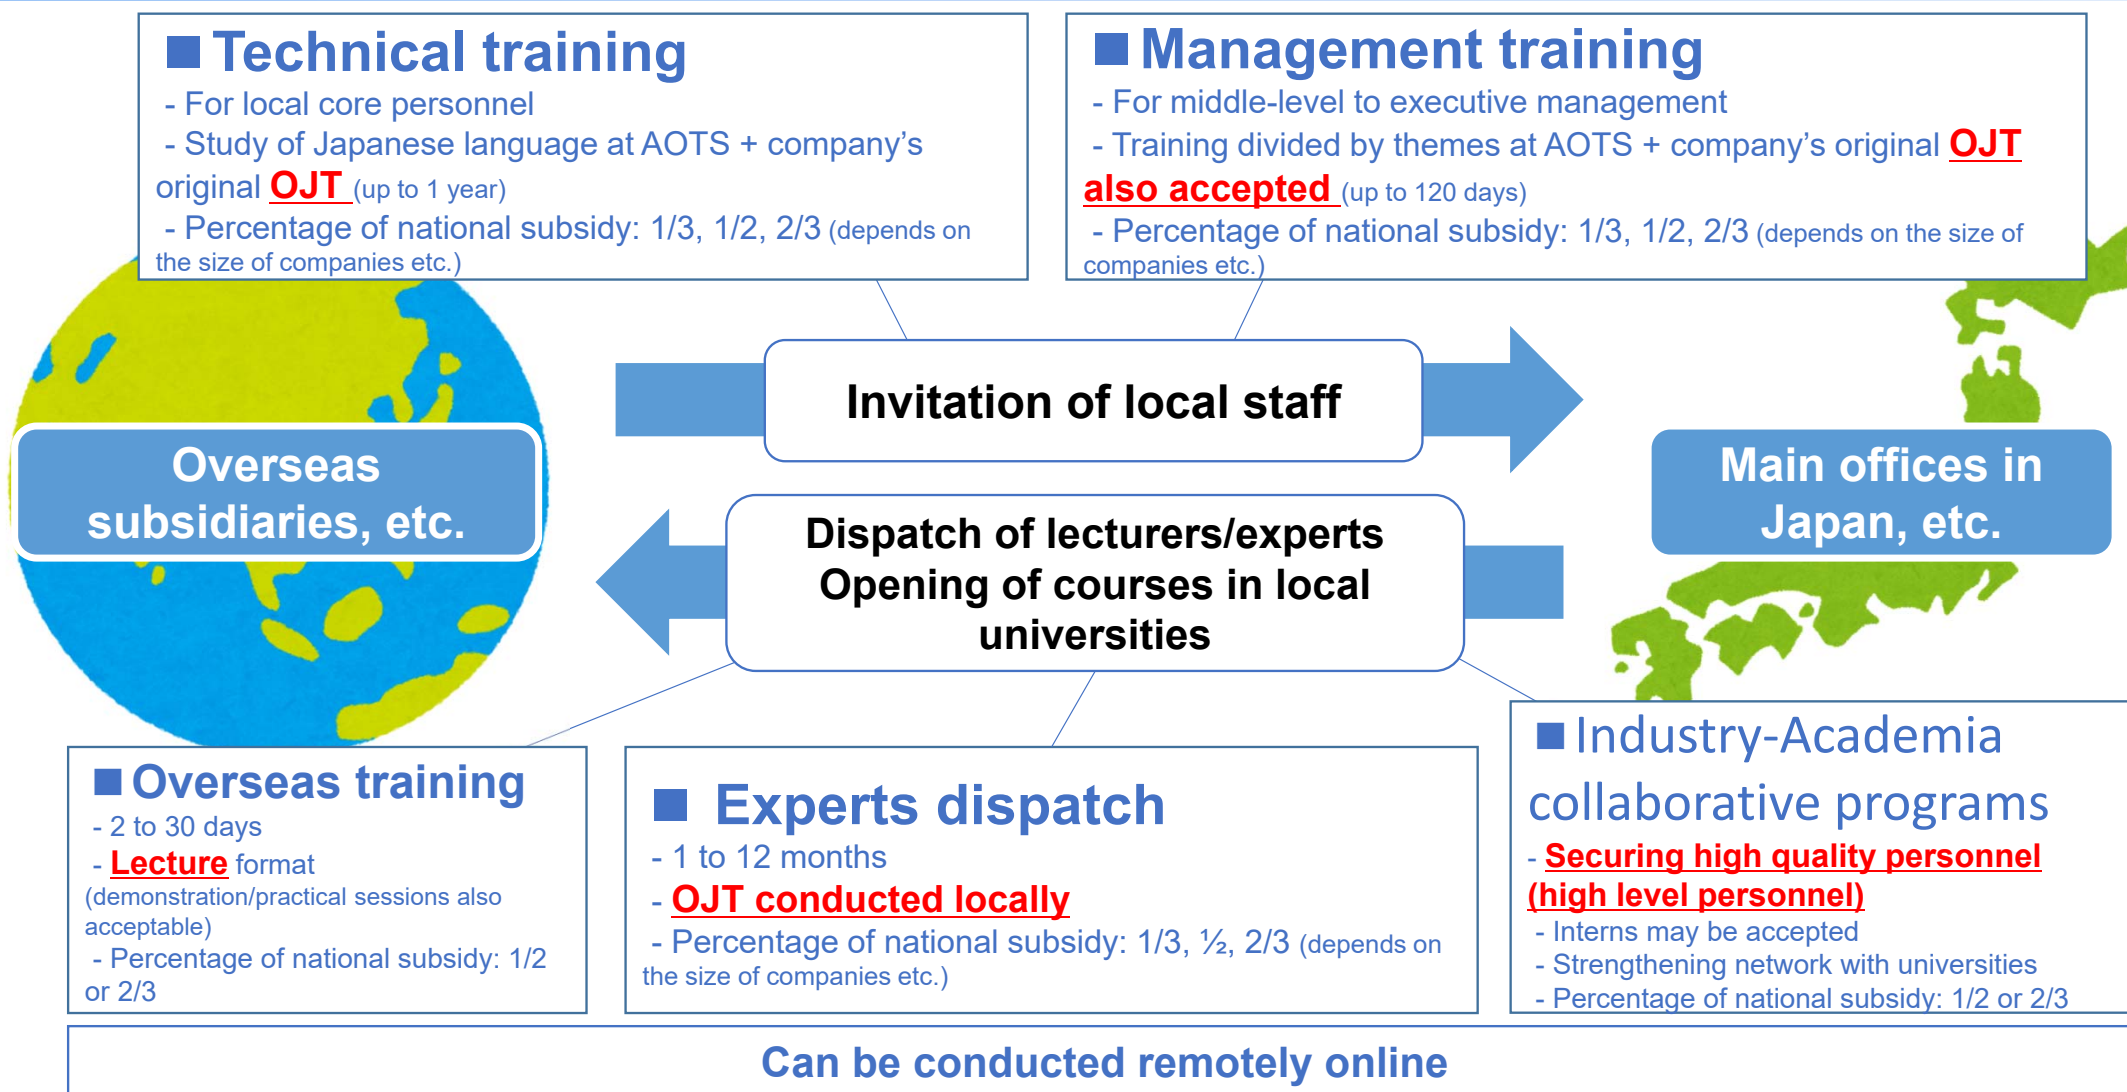 ■ Technical training
- For local core personnel
- Study of Japanese language at AOTS + company's
original OJT (up to 1 year)
- Percentage of national subsidy: 1/3, 1/2, 2/3 (depends on
the size of companies etc.)
■ Management training
- For middle-level to executive management
- Training divided by themes at AOTS + company's original OJT
also accepted (up to 120 days)
- Percentage of national subsidy: 1/3, 1/2, 2/3 (depends on the size of
companies etc.)
Invitation of local staff
Overseas
subsidiaries, etc.
Main offices in
Japan, etc.
Dispatch of lecturers/experts
Opening of courses in local
universities
■ Overseas training
- 2 to 30 days
- Lecture format
(demonstration/practical sessions also
acceptable)
- Percentage of national subsidy: 1/2
or 2/3
■ Experts dispatch
- 1 to 12 months
- OJT conducted locally
- Percentage of national subsidy: 1/3, ½, 2/3 (depends on
the size of companies etc.)
■ Industry-Academia
collaborative programs
- Securing high quality personnel
(high level personnel)
- Interns may be accepted
- Strengthening network with universities
- Percentage of national subsidy: 1/2 or 2/3
Can be conducted remotely online